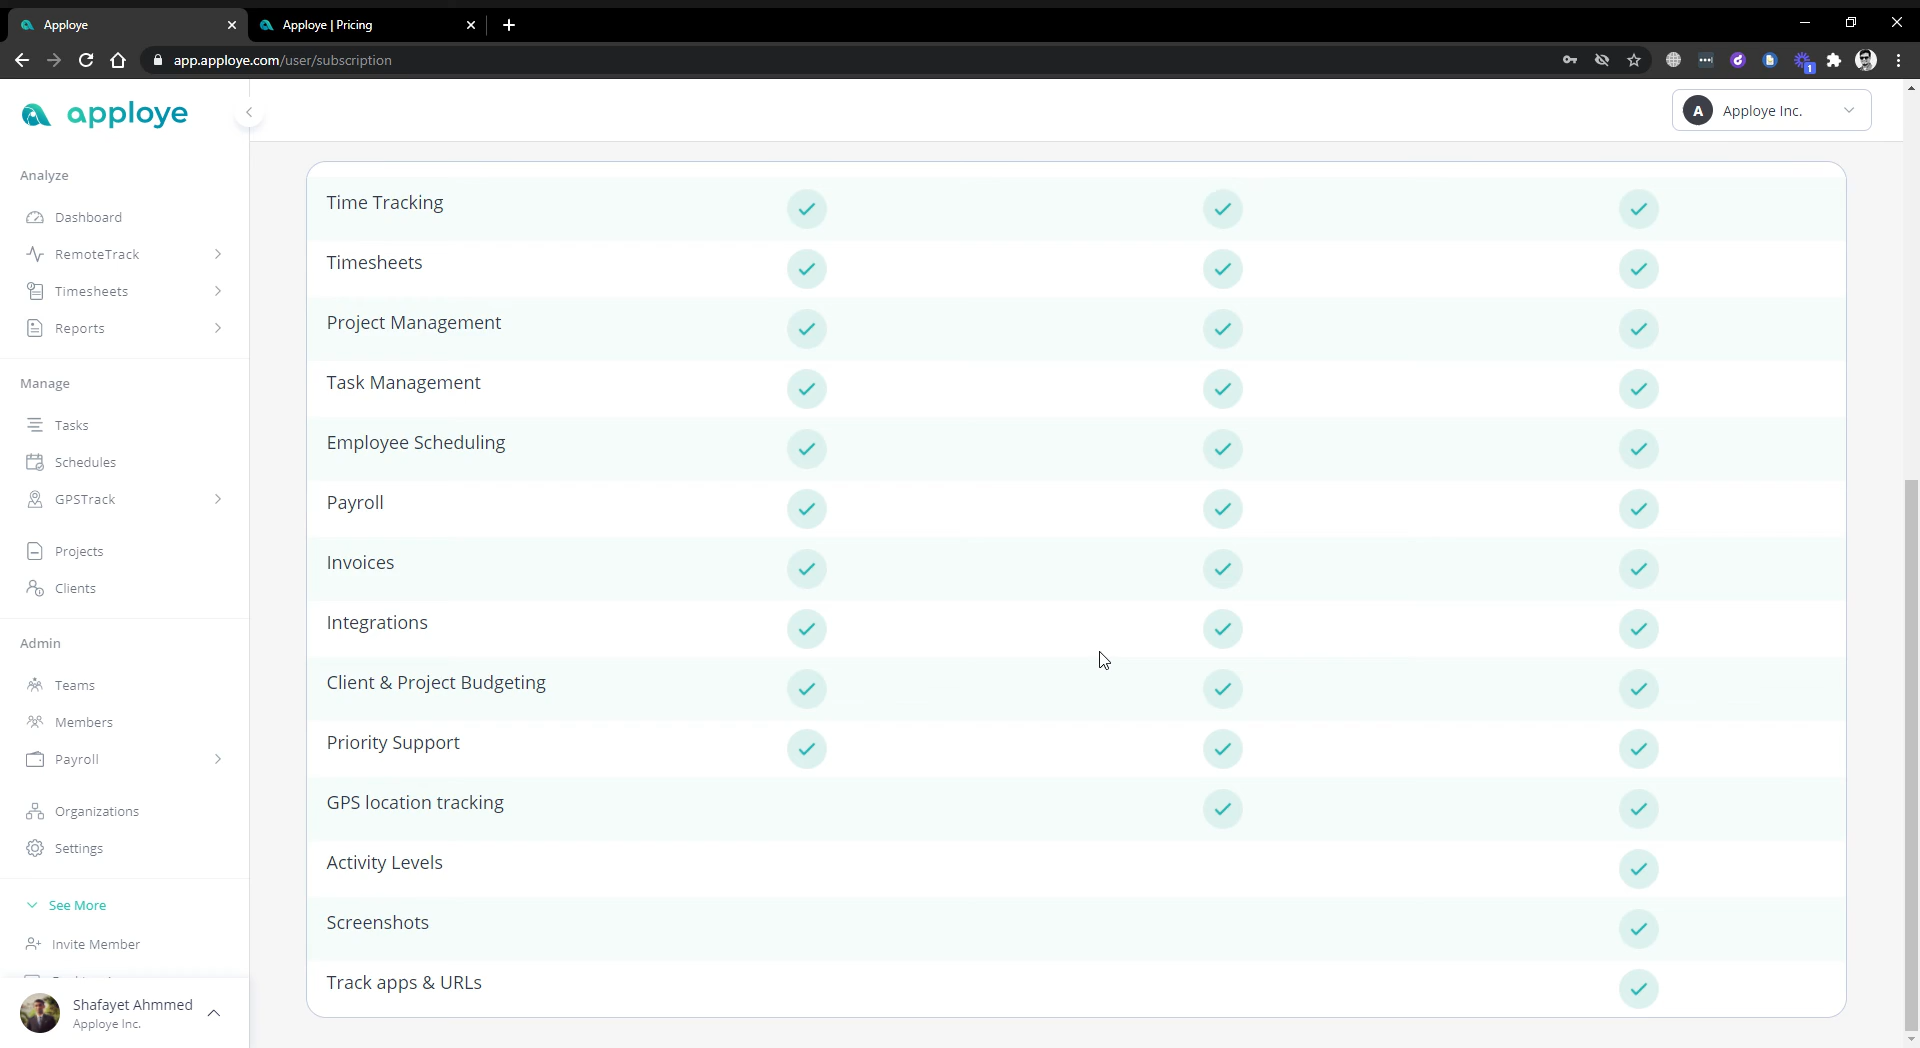 Apploye
Apploye | Pricing
app.apploye.com/user/subscription
1
apploye
A
Apploye Inc.
Analyze
Dashboard
RemoteTrack
Timesheets
Reports
Manage
Tasks
Schedules
GPSTrack
Projects
Clients
Admin
Teams
Members
Payroll
Organizations
Settings
See More
Invite Member
Shafayet Ahmmed
Apploye Inc.
Time Tracking
Timesheets
Project Management
Task Management
Employee Scheduling
Payroll
Invoices
Integrations
Client & Project Budgeting
Priority Support
GPS location tracking
Activity Levels
Screenshots
Track apps & URLs